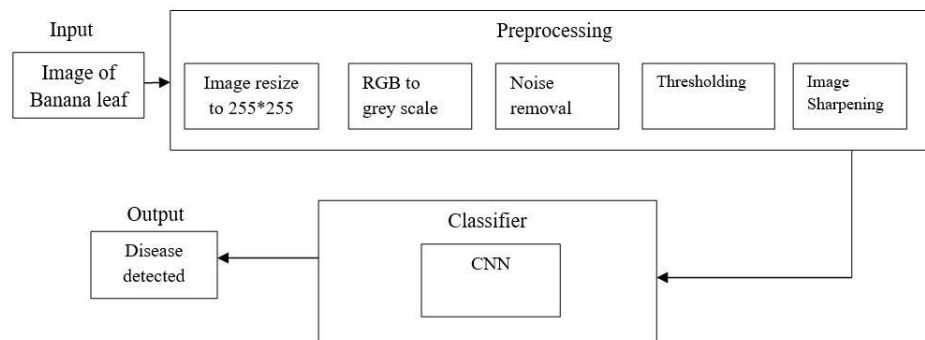 Input
Image of
Banana leaf
Preprocessing
Image resize
to 255*255
RGB to
grey scale
Noise
removal
Thresholding
Image
Sharpening
Classifier
CNN
Output
Disease
detected